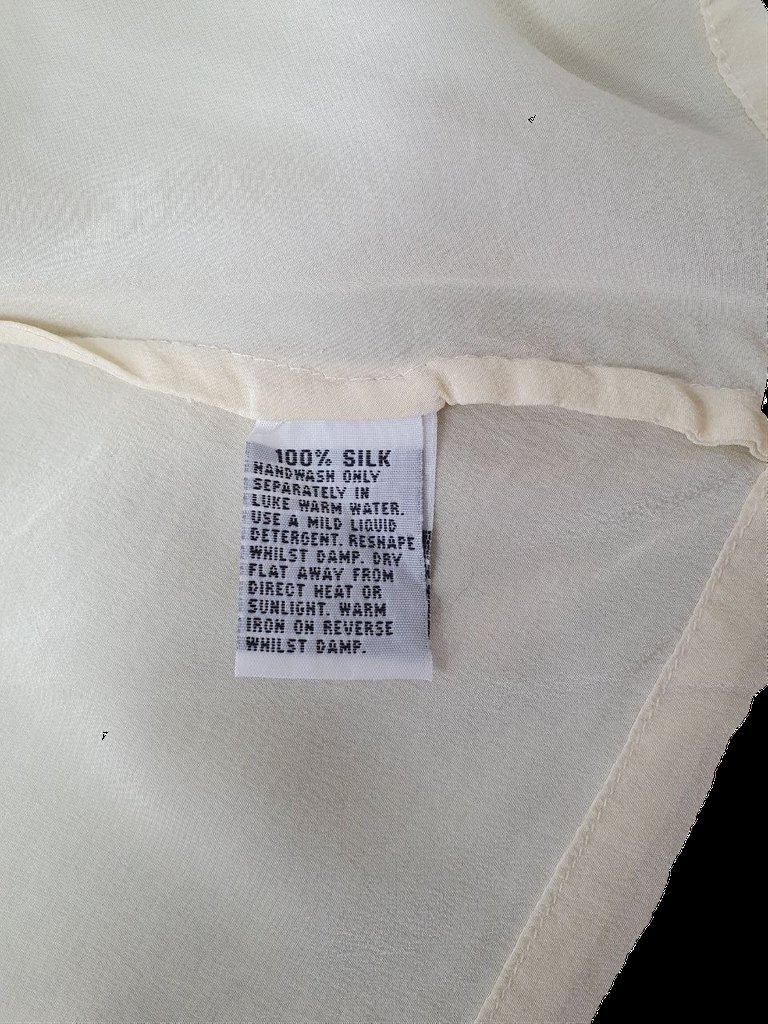 100% SILK
HANDWASH ONLY
SEPARATELY IN
LUKE WARM WATER.
USE A MILD LIQUID
DETERGENT. RESHAPE
WHILST DAMP. DRY
FLAT AWAY FROM
DIRECT HEAT OR
SUNLIGHT. WARM
IRON ON REVERSE
WHILST DAMP.